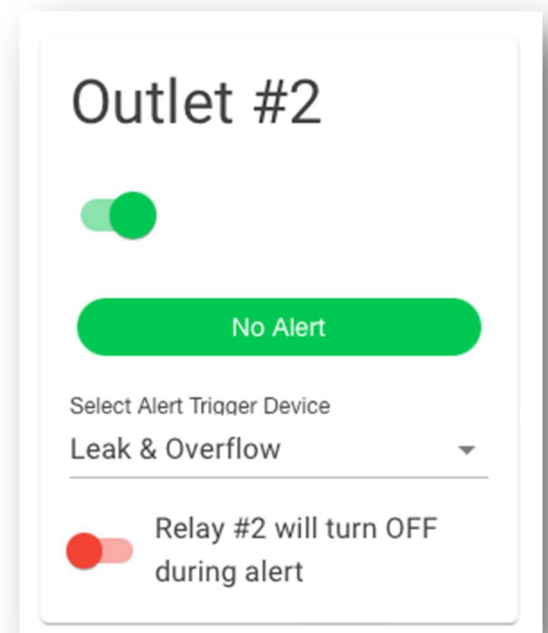 Outlet #2
No Alert
Select Alert Trigger Device
Leak & Overflow
Relay #2 will turn OFF
during alert